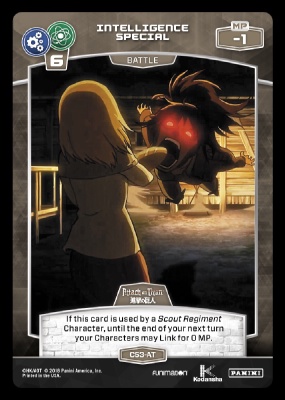 INTELLIGENCE
SPECIAL
MP
-1
6
BATTLE
Attack on Titan
進撃の巨人
If this card is used by a Scout Regiment
Character, until the end of your next turn
your Characters may Link for 0 MP.
C53-AT
©HK/AOT © 2018 Panini America, Inc.
Printed in the USA.
FUNIMATION
K
Kodansha
PANINI